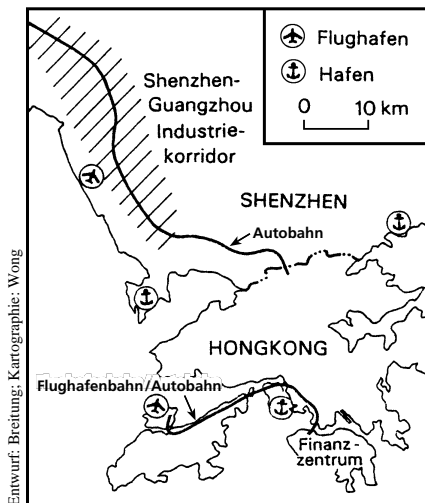 Flughafen
Hafen
0 10 km
Shenzhen-
Guangzhou
Industrie-
korridor
SHENZHEN
Autobahn
HONGKONG
Flughafenbahn/Autobahn
Finanz-
zentrum
Entwurf: Breitung; Kartographie: Wong